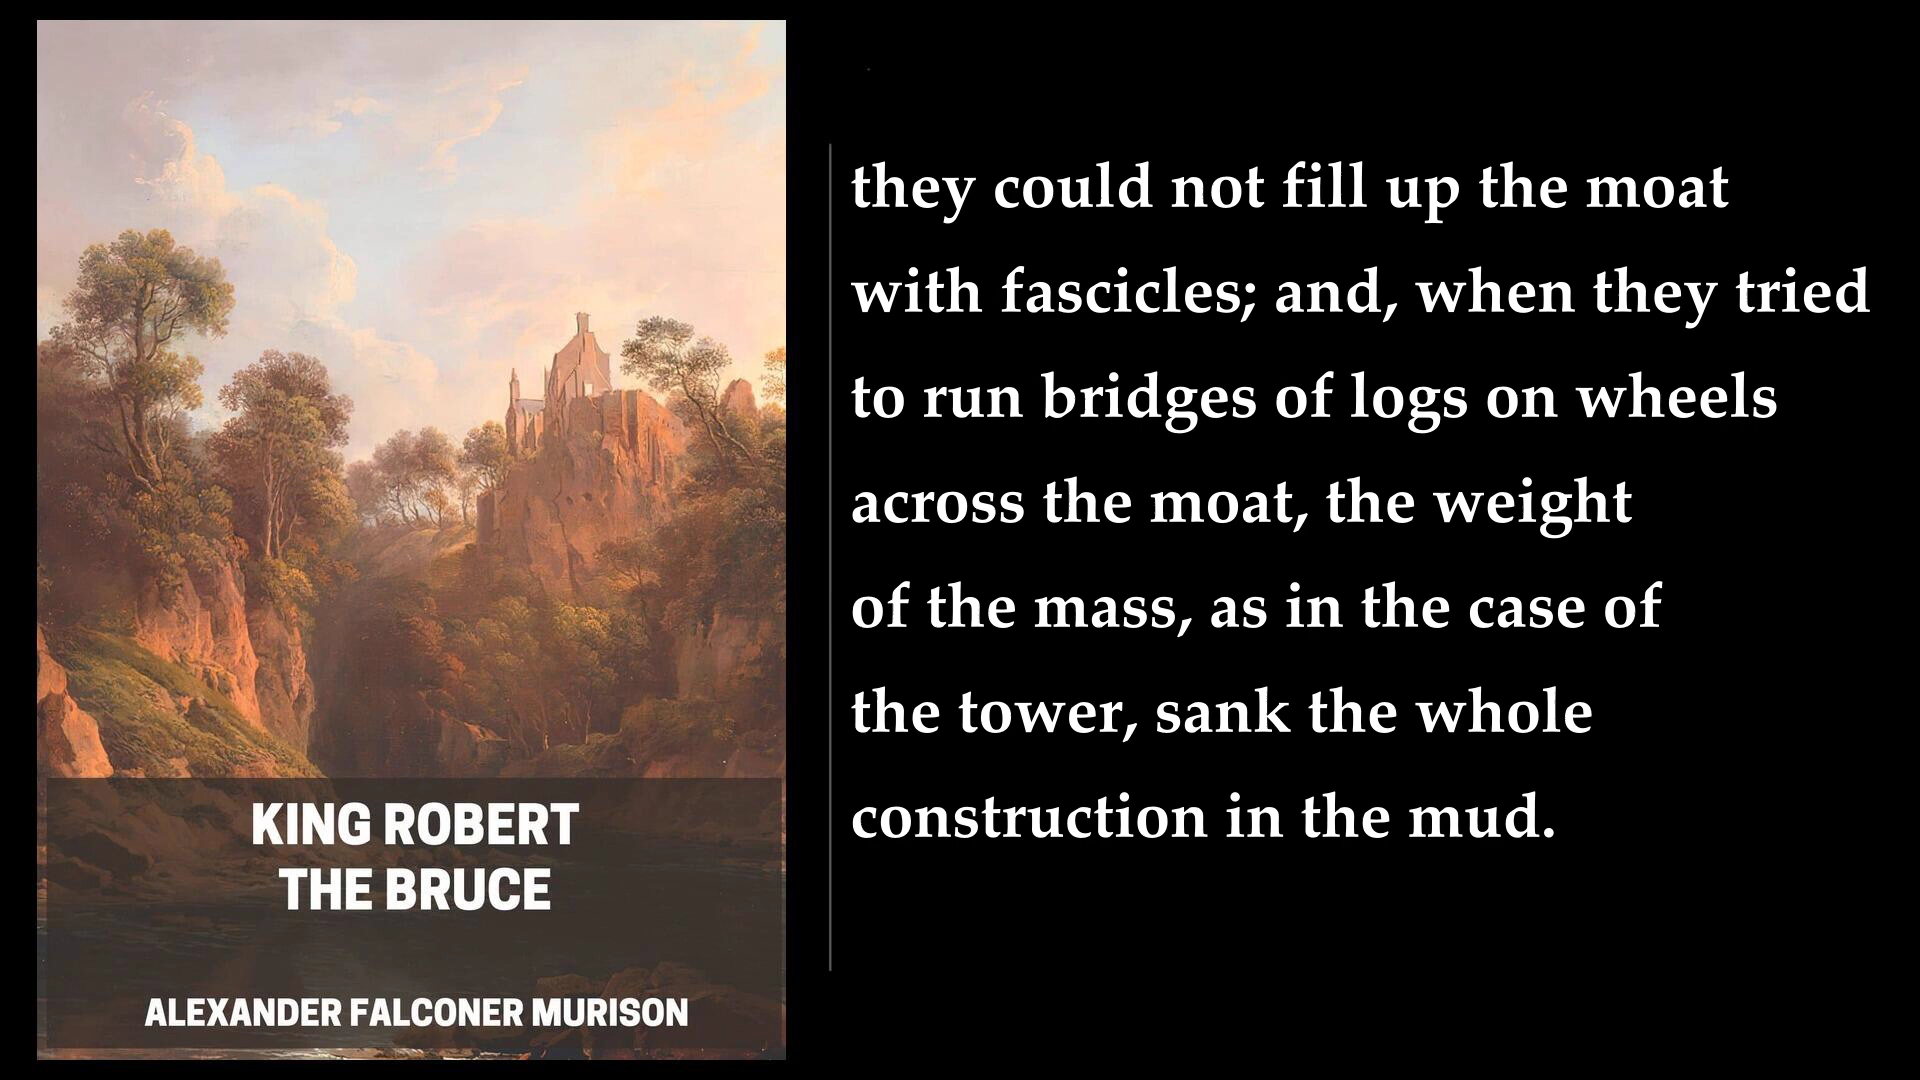 KING ROBERT
THE BRUCE
ALEXANDER FALCONER MURISON
they could not fill up the moat
with fascicles; and, when they tried
to run bridges of logs on wheels
across the moat, the weight
of the mass, as in the case of
the tower, sank the whole
construction in the mud.